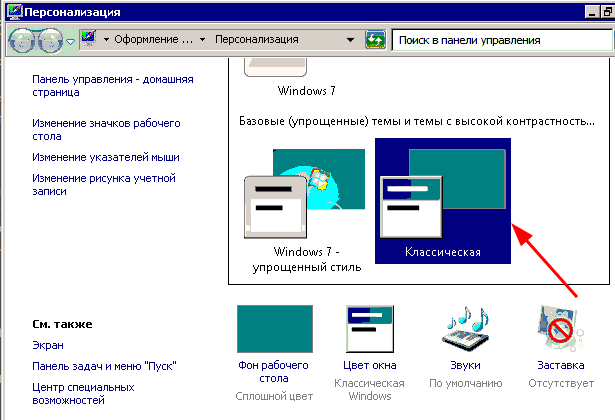 Персонализация
Оформление ... Персонализация
Поиск в панели управления
Панель управления - домашняя
страница
Изменение значков рабочего
стола
Изменение указателей мыши
Изменение рисунка учетной
записи
Windows 7
Базовые (упрощенные) темы и темы с высокой контрастность...
Windows 7 -
упрощенный стиль
Классическая
См. также
Экран
Панель задач и меню "Пуск"
Центр специальных
возможностей
Фон рабочего
стола
Сплошной цвет
Цвет окна
Классическая
Windows
Звуки
По умолчанию
Заставка
Отсутствует